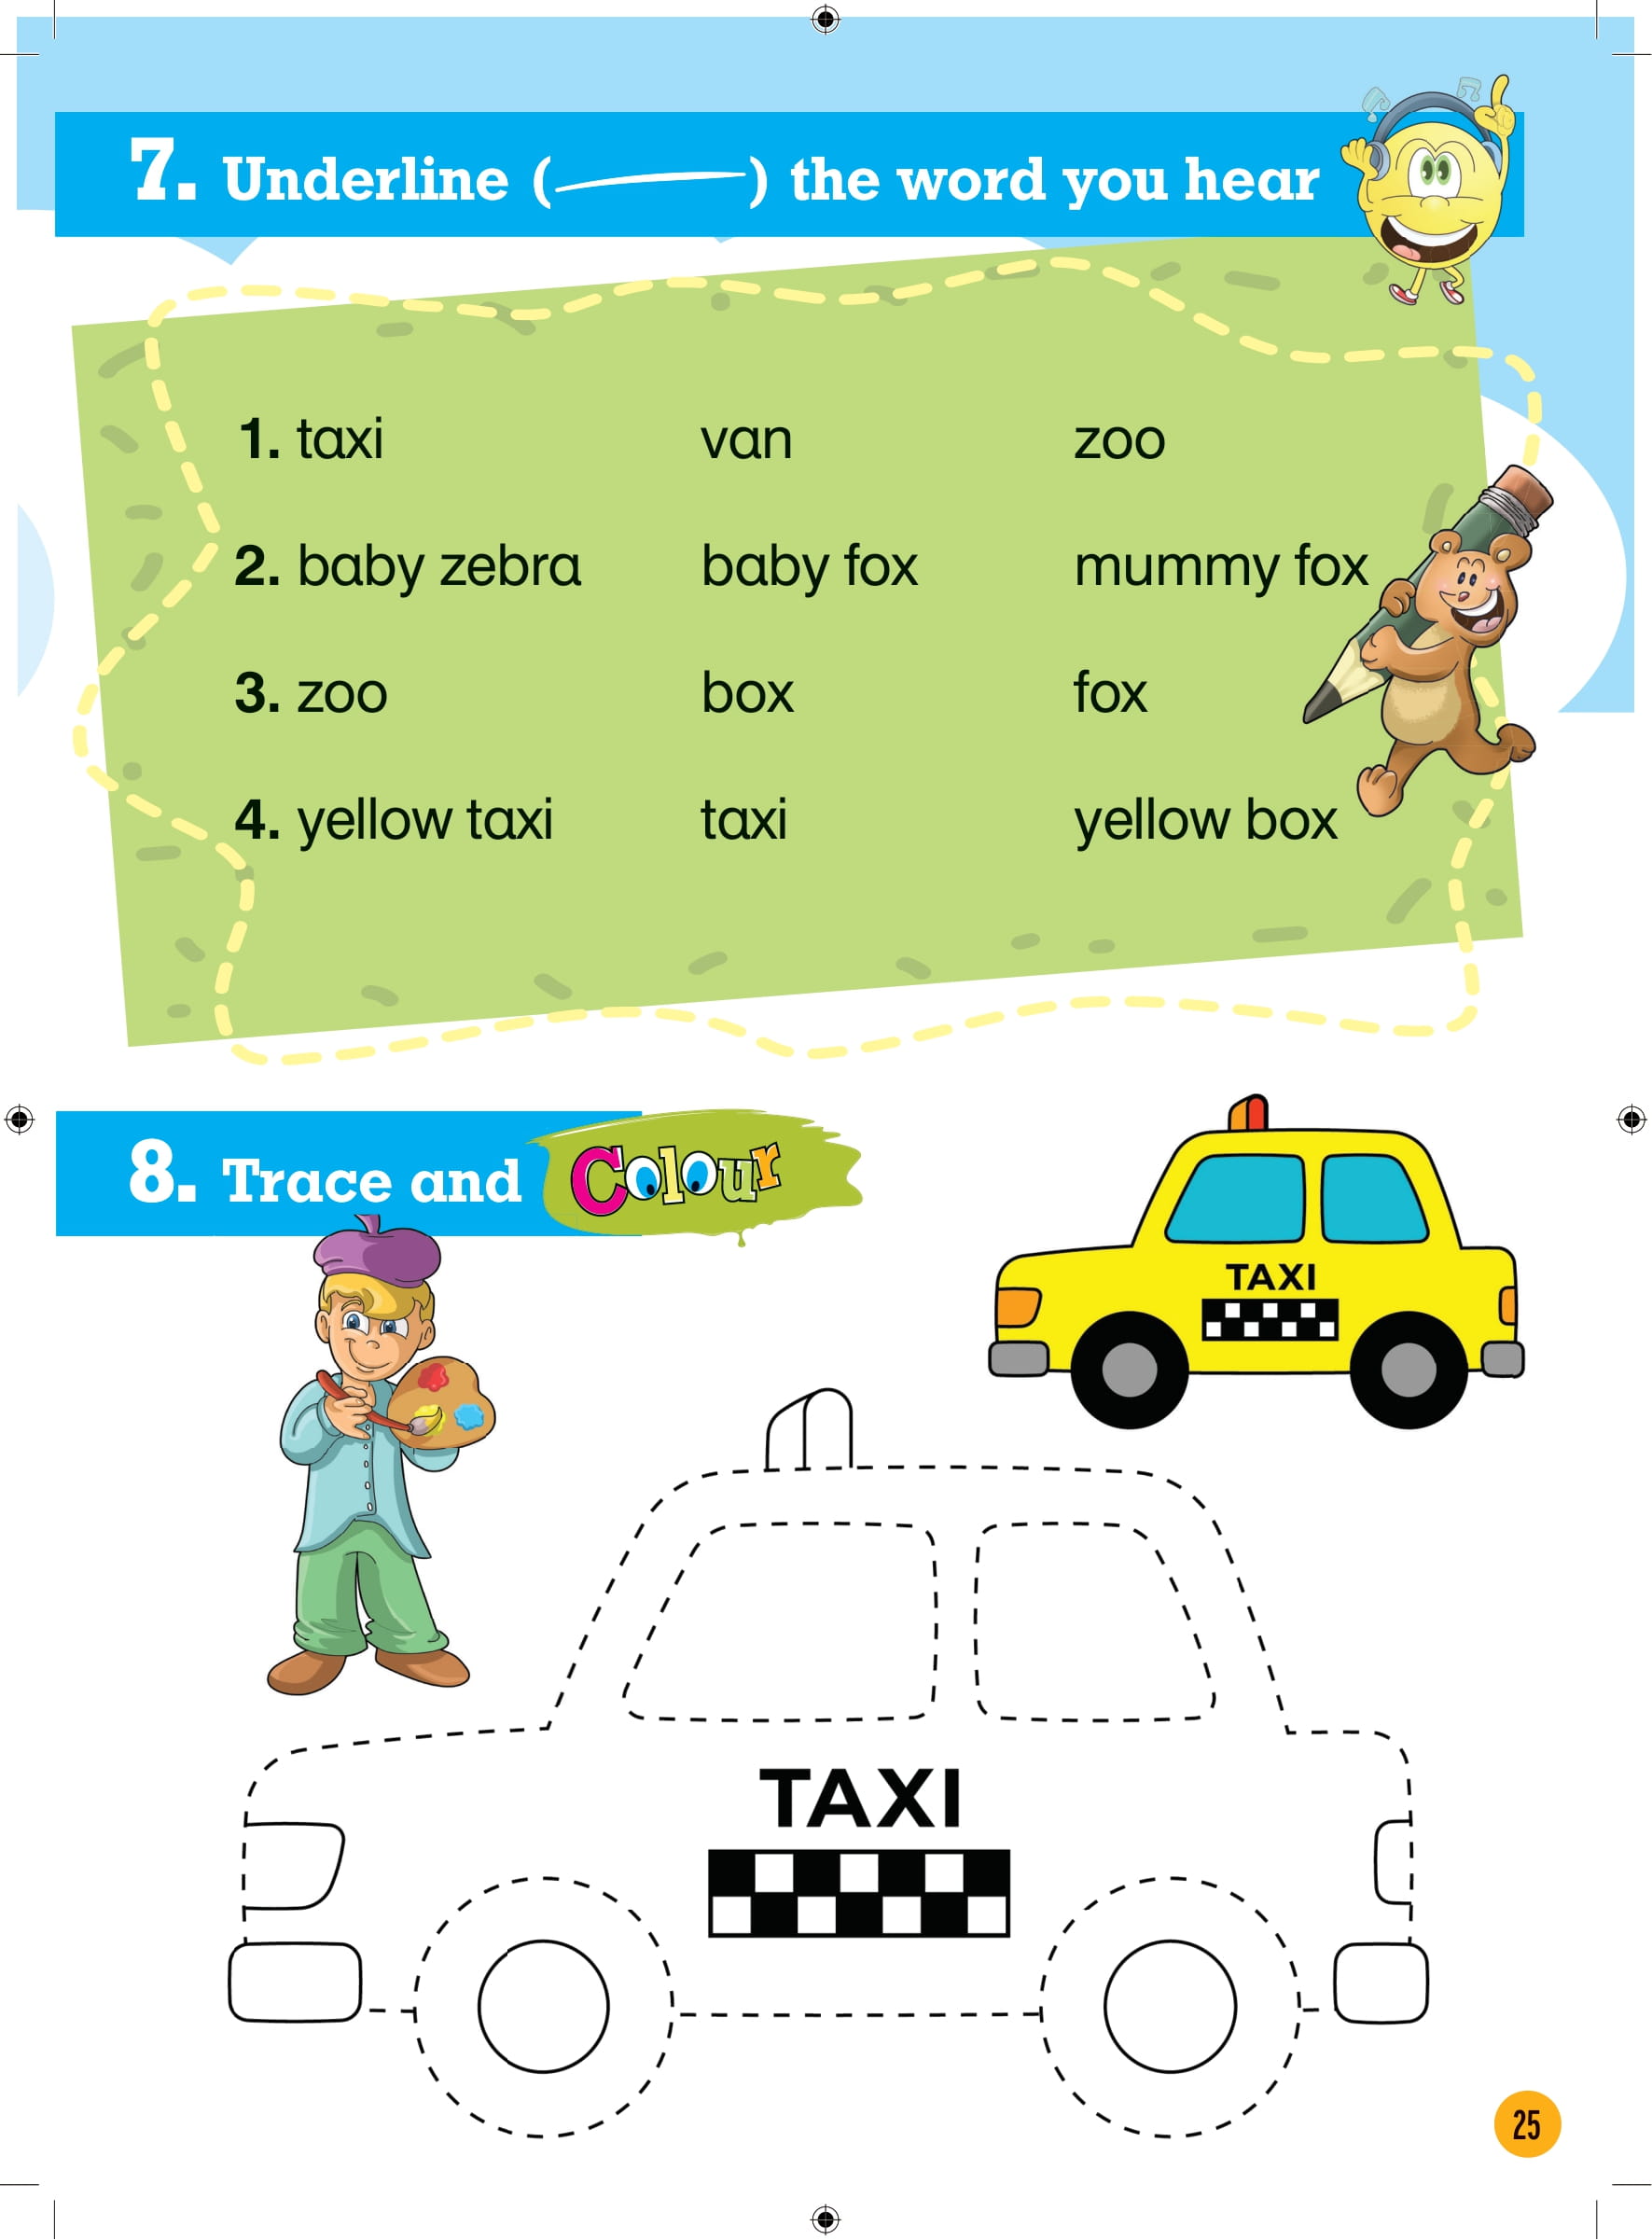 7. Underline ( ) the word you hear
1. taxi van zoo
2. baby zebra baby fox mummy fox
3. zoo box fox
4. yellow taxi taxi yellow box
8. Trace and Colour
TAXI
TAXI
25